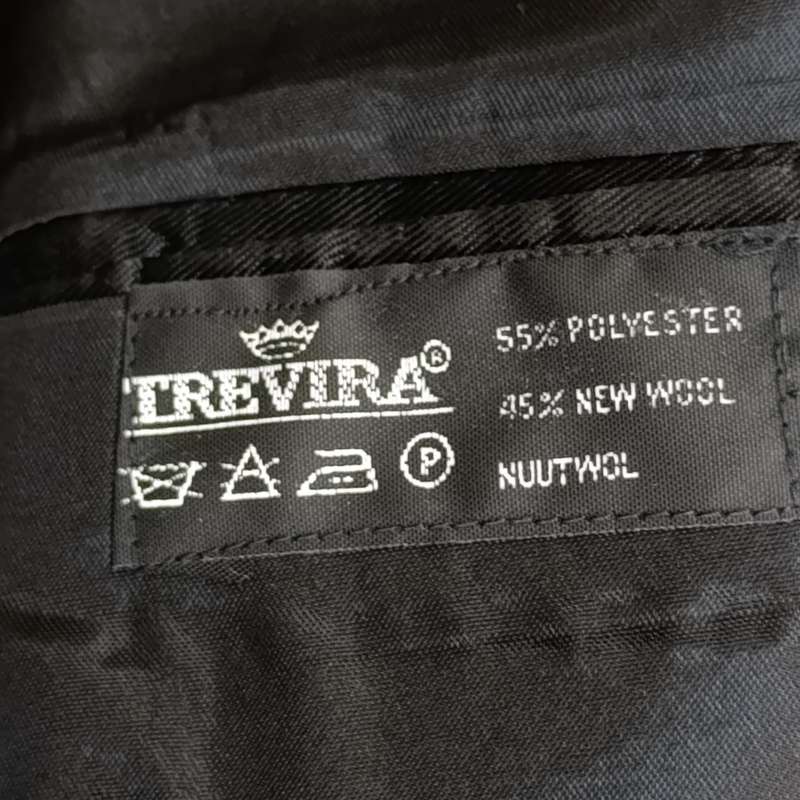 TREVIRA®
P
55% POLYESTER
45% NEW WOOL
NUUTWOL